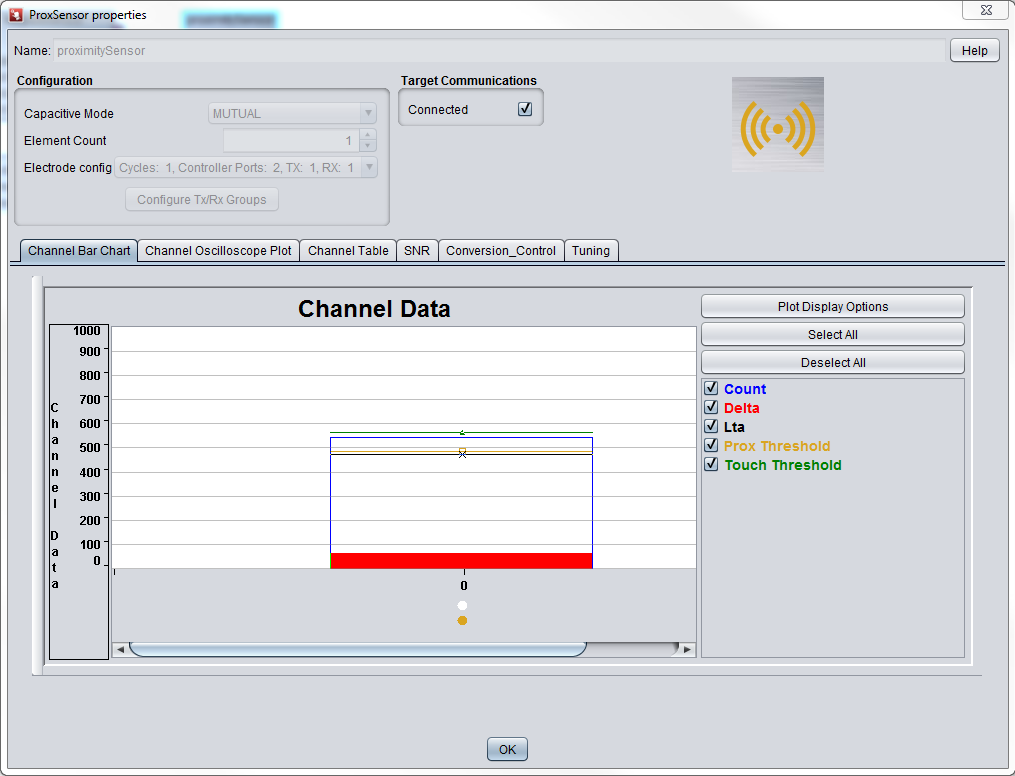 ProxSensor properties
Name: proximitySensor
Help
Configuration
Target Communications
Capacitive Mode MUTUAL
Connected
Element Count 1
Electrode config Cycles: 1, Controller Ports: 2, TX: 1, RX: 1
Configure Tx/Rx Groups
Channel Bar Chart Channel Oscilloscope Plot Channel Table SNR Conversion_Control Tuning
Channel Data
Channel Data
1000
900
800
700
600
500
400
300
200
100
0
0
Plot Display Options
Select All
Deselect All
Count
Delta
Lta
Prox Threshold
Touch Threshold
OK